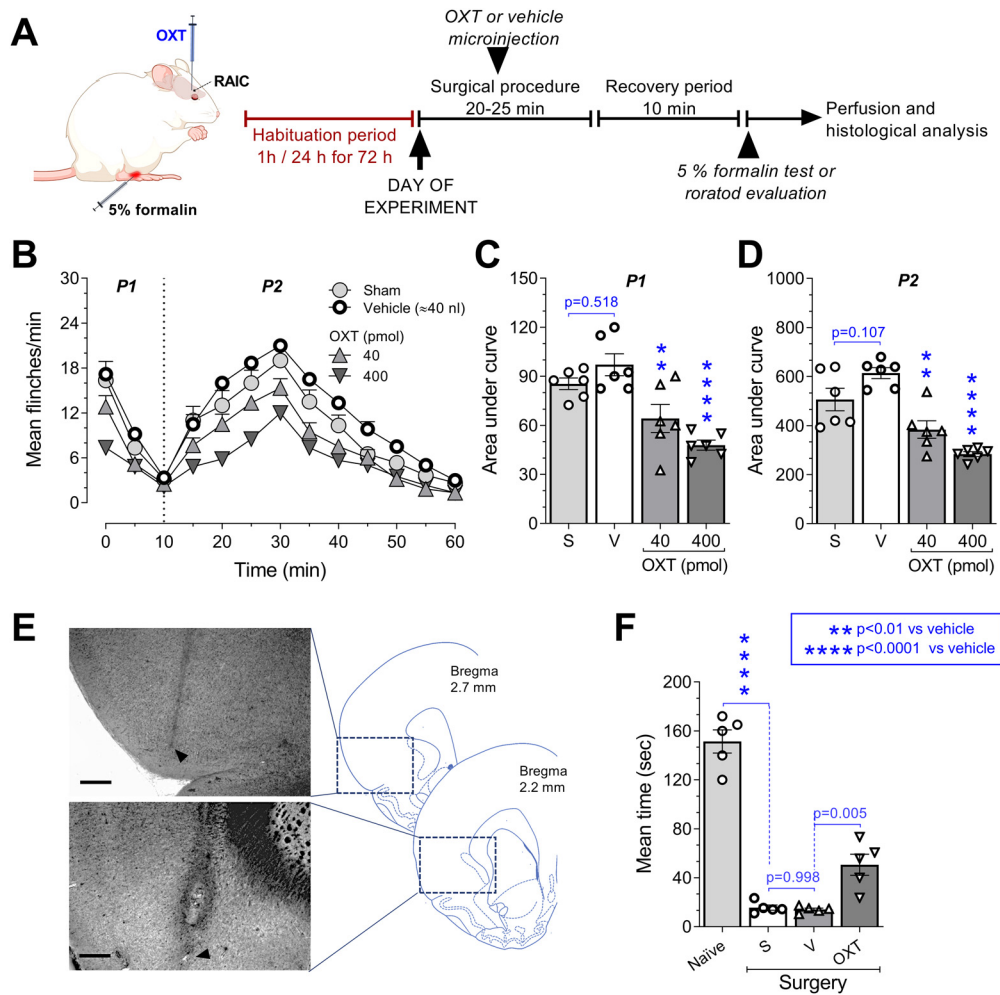 A
OXT
RAIC
5% formalin
Habituation period
1h / 24 h for 72 h
DAY OF
EXPERIMENT
OXT or vehicle
microinjection
Surgical procedure
20-25 min
Recovery period
10 min
5 % formalin test or
roratod evaluation
Perfusion and
histological analysis
B
P1
P2
Sham
Vehicle (≈40 nl)
OXT (pmol)
40
400
Mean flinches/min
30
24
18
12
6
0
0 10 20 30 40 50 60
Time (min)
C
P1
p=0.518
**
****
Area under curve
150
120
90
60
30
0
S V 40 400
OXT (pmol)
D
P2
p=0.107
**
****
Area under curve
1000
800
600
400
200
0
S V 40 400
OXT (pmol)
E
Bregma
2.7 mm
Bregma
2.2 mm
F
** p<0.01 vs vehicle
**** p<0.0001 vs vehicle
****
p=0.998
p=0.005
Mean time (sec)
200
160
120
80
40
0
Naïve S V OXT
Surgery